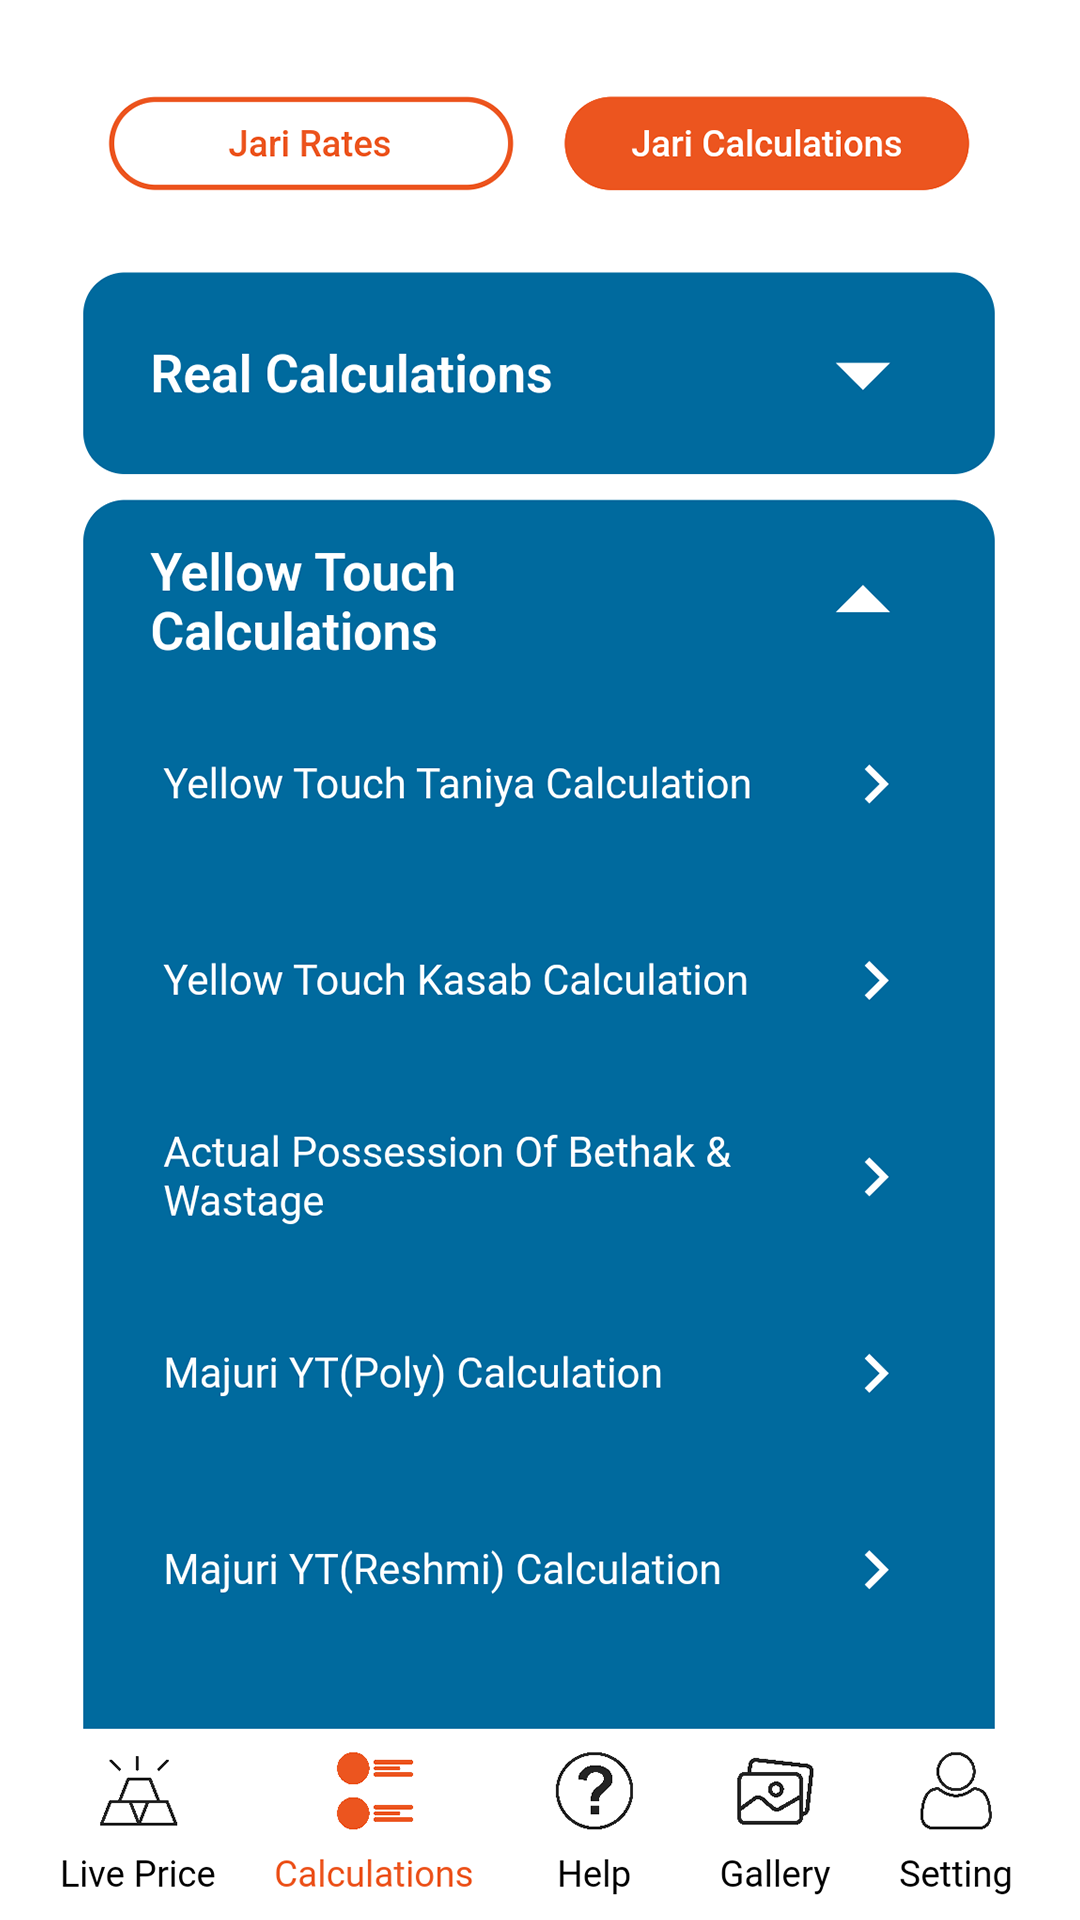 Jari Rates
Jari Calculations
Real Calculations
Yellow Touch
Calculations
Yellow Touch Taniya Calculation
Yellow Touch Kasab Calculation
Actual Possession Of Bethak &
Wastage
Majuri YT(Poly) Calculation
Majuri YT(Reshmi) Calculation
Live Price
Calculations
Help
Gallery
Setting